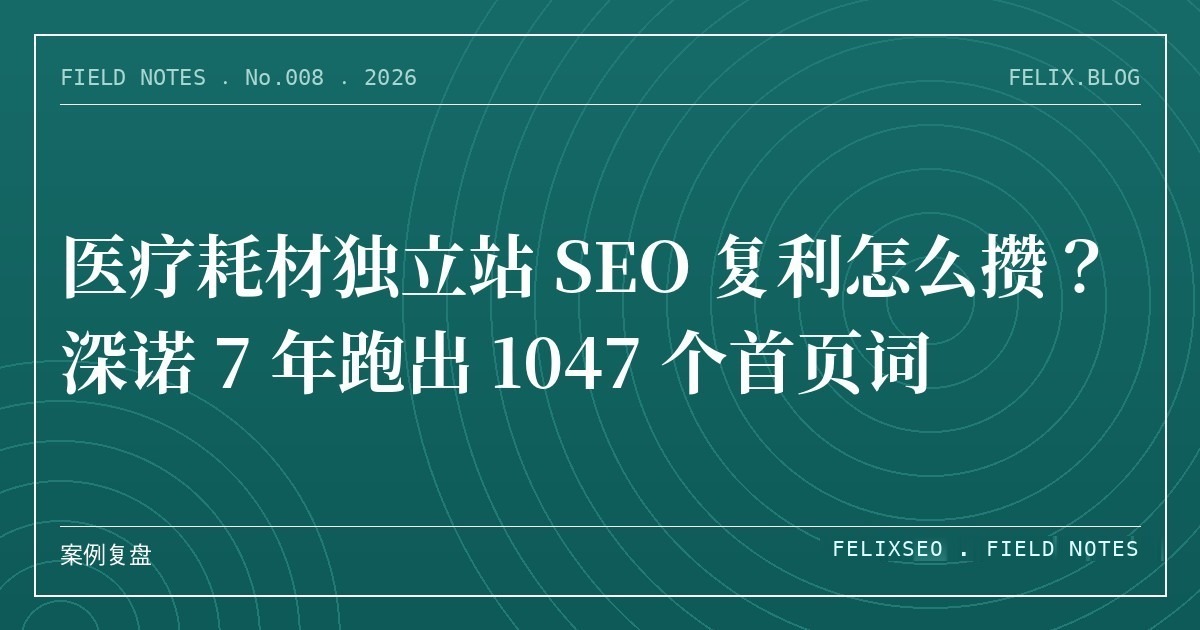 FIELD NOTES . No.008 . 2026
FELIX.BLOG
医疗耗材独立站 SEO 复利怎么攒？
深诺 7 年跑出 1047 个首页词
案例复盘
FELIXSEO . FIELD NOTES